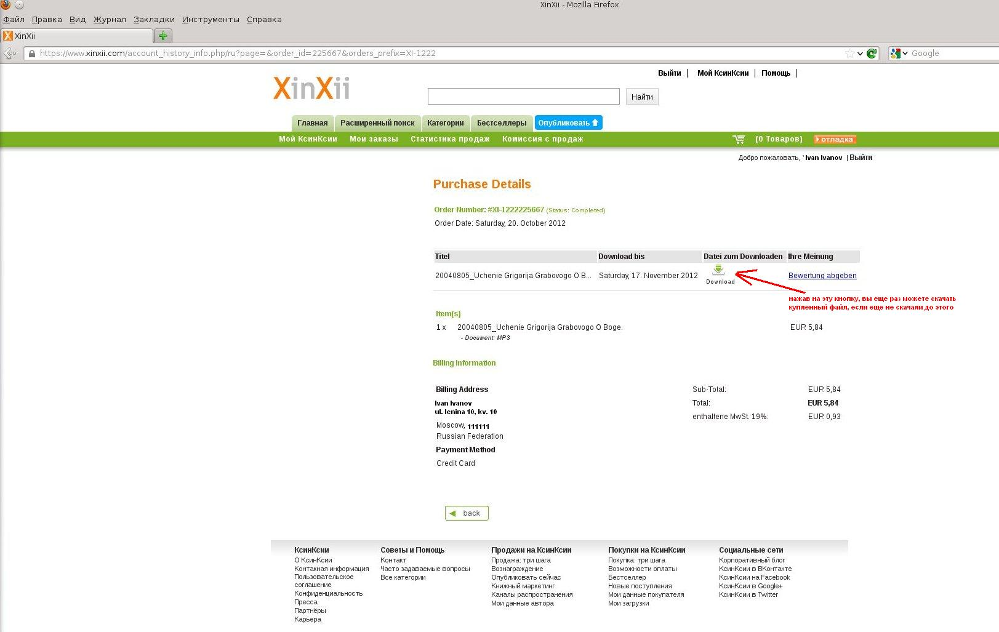 XinXii - Mozilla Firefox
Файл Правка Вид Журнал Закладки Инструменты Справка
XinXii
https://www.xinxii.com/account_history_info.php/ru?page=&order_id=225667&orders_prefix=XI-1222
Google
Выйти | Мой КсинКсии | Помощь |
XinXii
Найти
Главная Расширенный поиск Категории Бестселлеры Опубликовать
Мой КсинКсии Мои заказы Статистика продаж Комиссия с продаж (0 Товаров) отладка
Добро пожаловать, `Ivan Ivanov | Выйти
Purchase Details
Order Number: #XI-1222225667 (Status: Completed)
Order Date: Saturday, 20. October 2012
Titel Download bis Datei zum Downloaden Ihre Meinung
20040805_Uchenie Grigorija Grabovogo O B... Saturday, 17. November 2012 Download Bewertung abgeben
нажав на эту кнопку, вы еще раз можете скачать
купленный файл, если еще не скачали до этого
Item(s)
1 x 20040805_Uchenie Grigorija Grabovogo O Boge. EUR 5,84
- Document: MP3
Billing Information
Billing Address
Ivan Ivanov
ul. lenina 10, kv. 10
Moscow, 111111
Russian Federation
Payment Method
Credit Card
Sub-Total: EUR 5,84
Total: EUR 5,84
enthaltene MwSt. 19%: EUR 0,93
back
КсинКсии
О КсинКсии
Контакная информация
Пользовательское
соглашение
Конфиденциальность
Пресса
Партнёры
Карьера
Советы и Помощь
Контакт
Часто задаваемые вопросы
Все категории
Продажи на КсинКсии
Продажа: три шага
Вознаграждение
Опубликовать сейчас
Книжный маркетинг
Каналы распространения
Мои данные автора
Покупки на КсинКсии
Покупка: три шага
Возможности оплаты
Бестселлер
Новые поступления
Мои данные покупателя
Мои загрузки
Социальные сети
Корпоративный блог
КсинКсии в ВКонтакте
КсинКсии на Facebook
КсинКсии в Google+
КсинКсии в Twitter